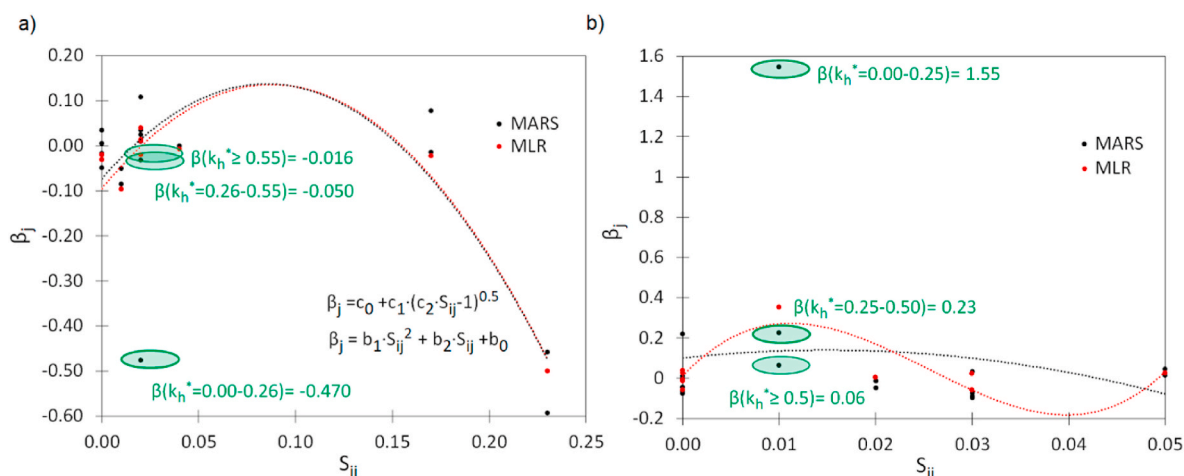 a)
0.20
0.10
0.00
-0.10
-0.20
-0.30
-0.40
-0.50
-0.60
βj
MARS
MLR
β(kh*≥ 0.55)= -0.016
β(kh*=0.26-0.55)= -0.050
βj =c0 +c1·(c2·Sij-1)^0.5
βj = b1·Sij^2 + b2·Sij +b0
β(kh*=0.00-0.26)= -0.470
0.00 0.05 0.10 0.15 0.20 0.25
Sij
b)
1.6
1.4
1.2
1
0.8
0.6
0.4
0.2
0
-0.2
βj
β(kh*=0.00-0.25)= 1.55
MARS
MLR
β(kh*=0.25-0.50)= 0.23
β(kh*≥ 0.5)= 0.06
0.00 0.01 0.02 0.03 0.04 0.05
Sij